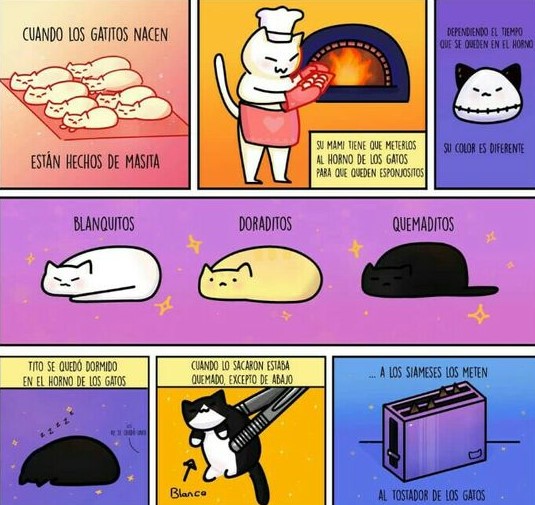 CUANDO LOS GATITOS NACEN
ESTÁN HECHOS DE MASITA
SU MAMI TIENE QUE METERLOS
AL HORNO DE LOS GATOS
PARA QUE QUEDEN ESPONJOSITOS
DEPENDIENDO EL TIEMPO
QUE SE QUEDEN EN EL HORNO
SU COLOR ES DIFERENTE
BLANQUITOS
DORADITOS
QUEMADITOS
TITO SE QUEDÓ DORMIDO
EN EL HORNO DE LOS GATOS
z z z z z
CUANDO LO SACARON ESTABA
QUEMADO, EXCEPTO DE ABAJO
Blanco
... A LOS SIAMESES LOS METEN
AL TOSTADOR DE LOS GATOS